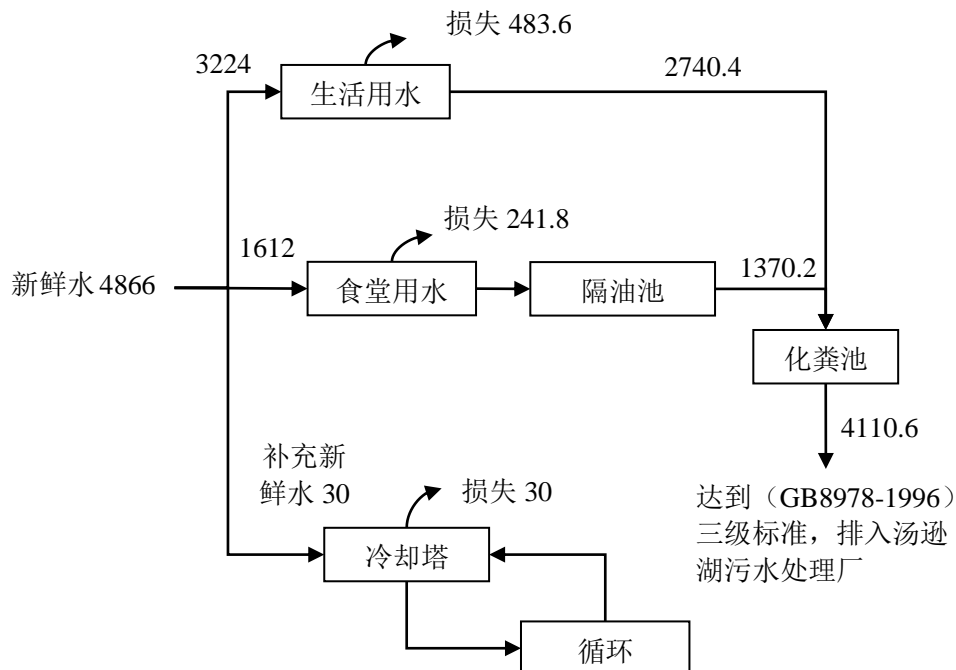 损失 483.6
3224
2740.4
生活用水
损失 241.8
1612
新鲜水 4866
食堂用水
隔油池
1370.2
化粪池
4110.6
补充新
鲜水 30
损失 30
达到（GB8978-1996）
三级标准，排入汤逊
湖污水处理厂
冷却塔
循环